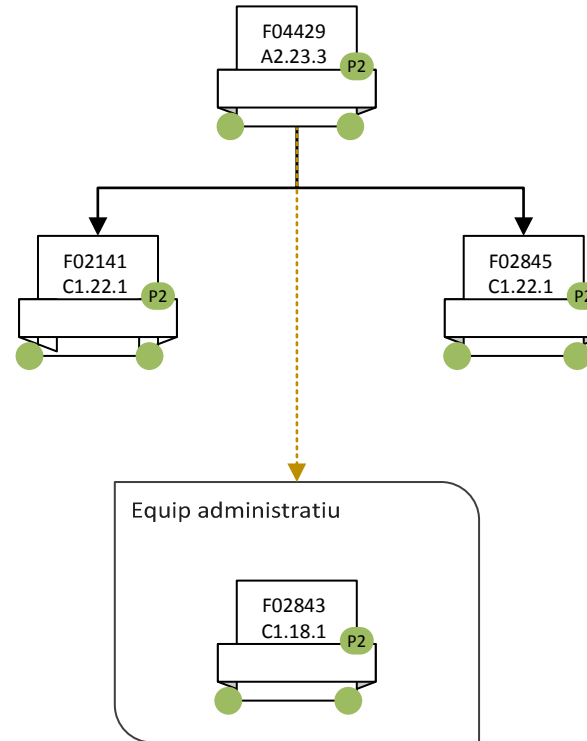 F04429
A2.23.3
P2
F02141
C1.22.1
P2
F02845
C1.22.1
P2
Equip administratiu
F02843
C1.18.1
P2